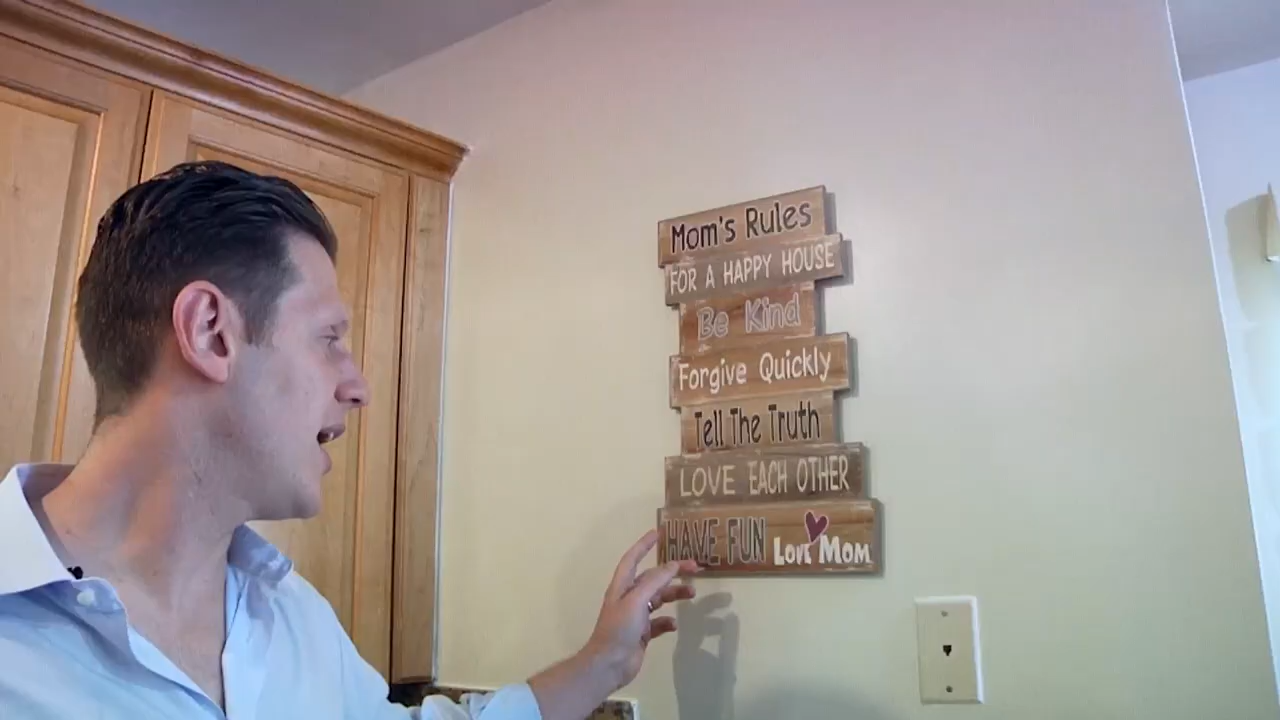 Mom's Rules
FOR A HAPPY HOUSE
Be Kind
Forgive Quickly
Tell The Truth
LOVE EACH OTHER
HAVE FUN Love Mom